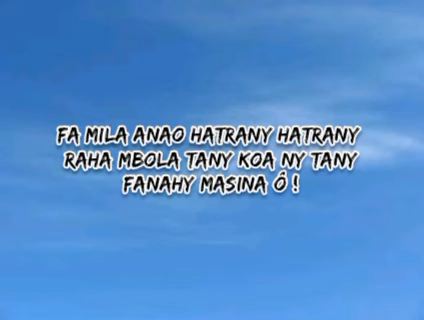 FA MILA ANAO HATRANY HATRANY
RAHA MBOLA TANY KOA NY TANY
FANAHY MASINA Ô !